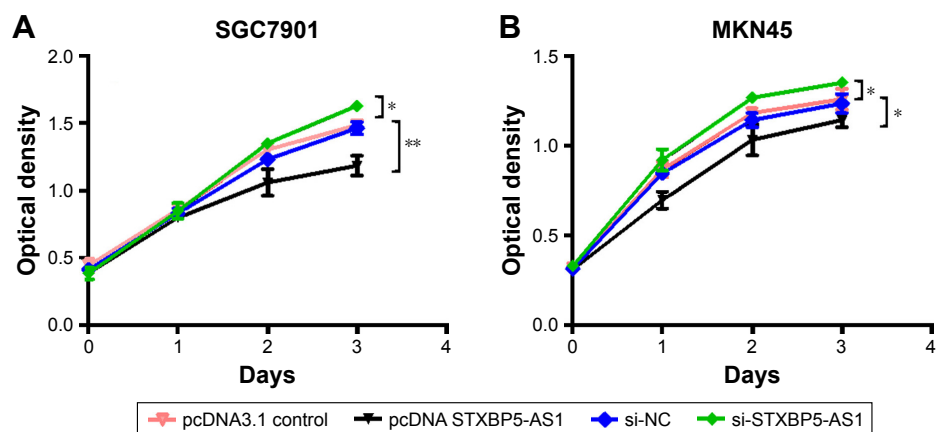 A
SGC7901
Optical density
2.0
1.5
1.0
0.5
0.0
0 1 2 3 4
Days
*
**
B
MKN45
Optical density
1.5
1.0
0.5
0.0
0 1 2 3 4
Days
*
*
pcDNA3.1 control pcDNA STXBP5-AS1 si-NC si-STXBP5-AS1